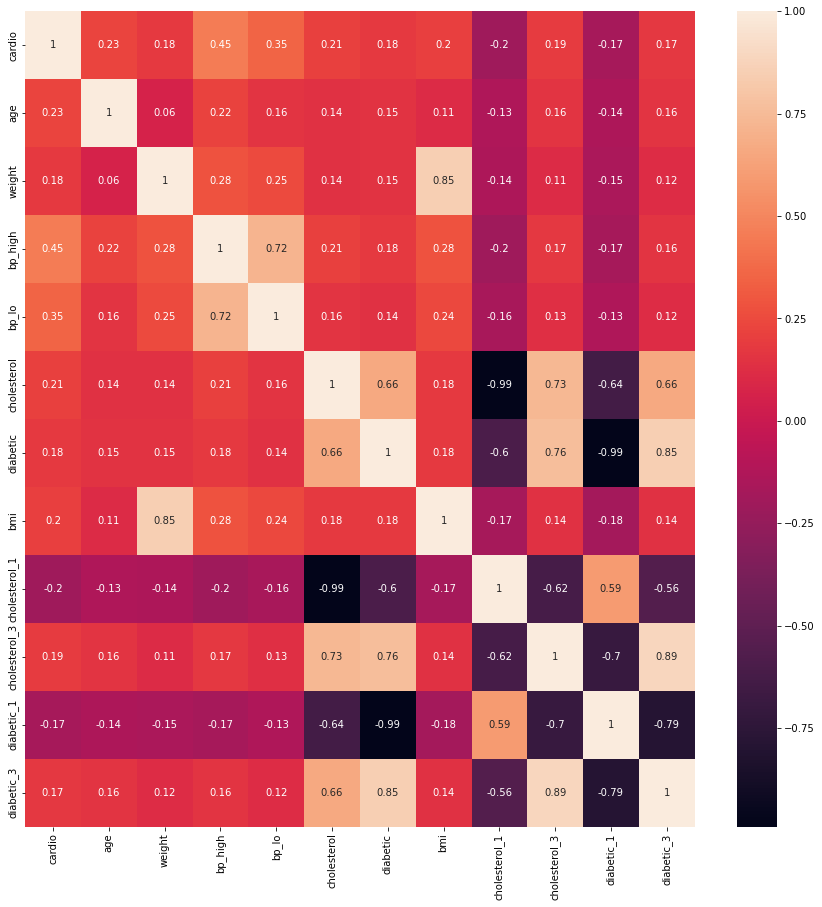 cardio 1 0.23 0.18 0.45 0.35 0.21 0.18 0.2 -0.2 0.19 -0.17 0.17
age 0.23 1 0.06 0.22 0.16 0.14 0.15 0.11 -0.13 0.16 -0.14 0.16
weight 0.18 0.06 1 0.28 0.25 0.14 0.15 0.85 -0.14 0.11 -0.15 0.12
bp_high 0.45 0.22 0.28 1 0.72 0.21 0.18 0.28 -0.2 0.17 -0.17 0.16
bp_lo 0.35 0.16 0.25 0.72 1 0.16 0.14 0.24 -0.16 0.13 -0.13 0.12
cholesterol 0.21 0.14 0.14 0.21 0.16 1 0.66 0.18 -0.99 0.73 -0.64 0.66
diabetic 0.18 0.15 0.15 0.18 0.14 0.66 1 0.18 -0.6 0.76 -0.99 0.85
bmi 0.2 0.11 0.85 0.28 0.24 0.18 0.18 1 -0.17 0.14 -0.18 0.14
cholesterol_1 -0.2 -0.13 -0.14 -0.2 -0.16 -0.99 -0.6 -0.17 1 -0.62 0.59 -0.56
cholesterol_3 0.19 0.16 0.11 0.17 0.13 0.73 0.76 0.14 -0.62 1 -0.7 0.89
diabetic_1 -0.17 -0.14 -0.15 -0.17 -0.13 -0.64 -0.99 -0.18 0.59 -0.7 1 -0.79
diabetic_3 0.17 0.16 0.12 0.16 0.12 0.66 0.85 0.14 -0.56 0.89 -0.79 1
cardio age weight bp_high bp_lo cholesterol diabetic bmi cholesterol_1 cholesterol_3 diabetic_1 diabetic_3
1.00
0.75
0.50
0.25
0.00
−0.25
−0.50
−0.75